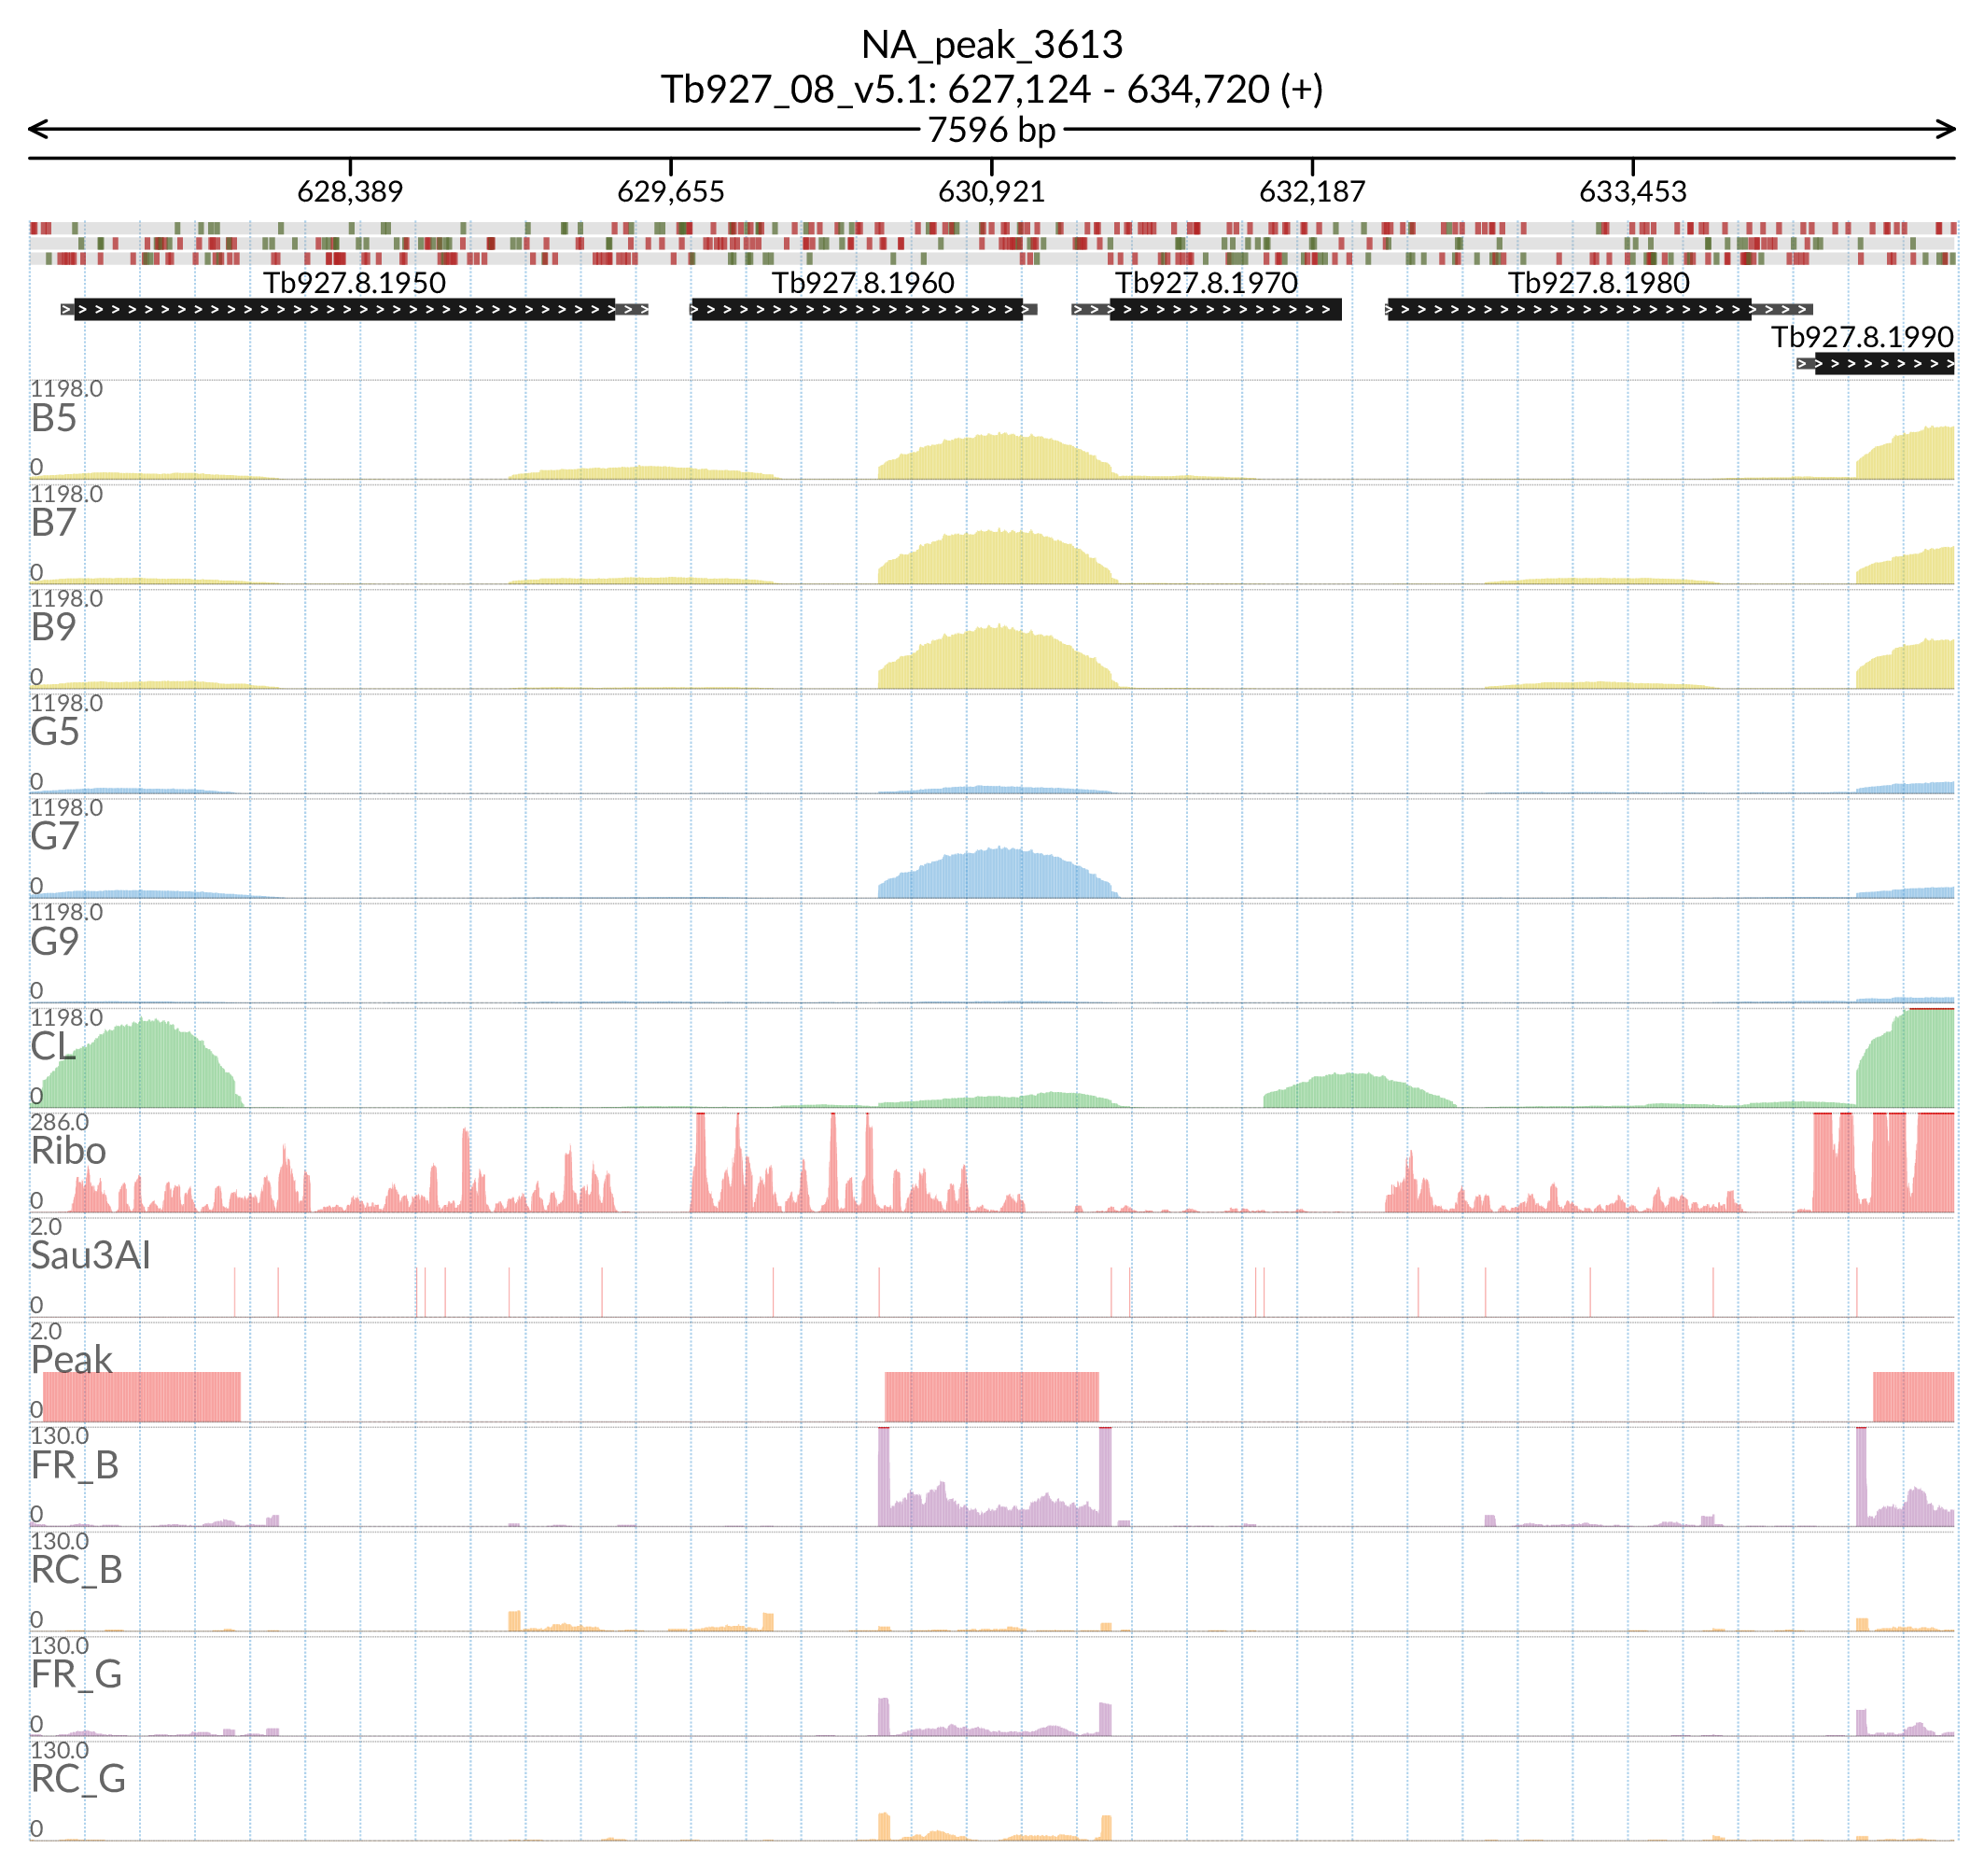 NA_peak_3613
Tb927_08_v5.1: 627,124 - 634,720 (+)
7596 bp
628,389 629,655 630,921 632,187 633,453
Tb927.8.1950 Tb927.8.1960 Tb927.8.1970 Tb927.8.1980
Tb927.8.1990
1198.0
B5
0
1198.0
B7
0
1198.0
B9
0
1198.0
G5
0
1198.0
G7
0
1198.0
G9
0
1198.0
CL
0
286.0
Ribo
0
2.0
Sau3AI
0
2.0
Peak
0
130.0
FR_B
0
130.0
RC_B
0
130.0
FR_G
0
130.0
RC_G
0